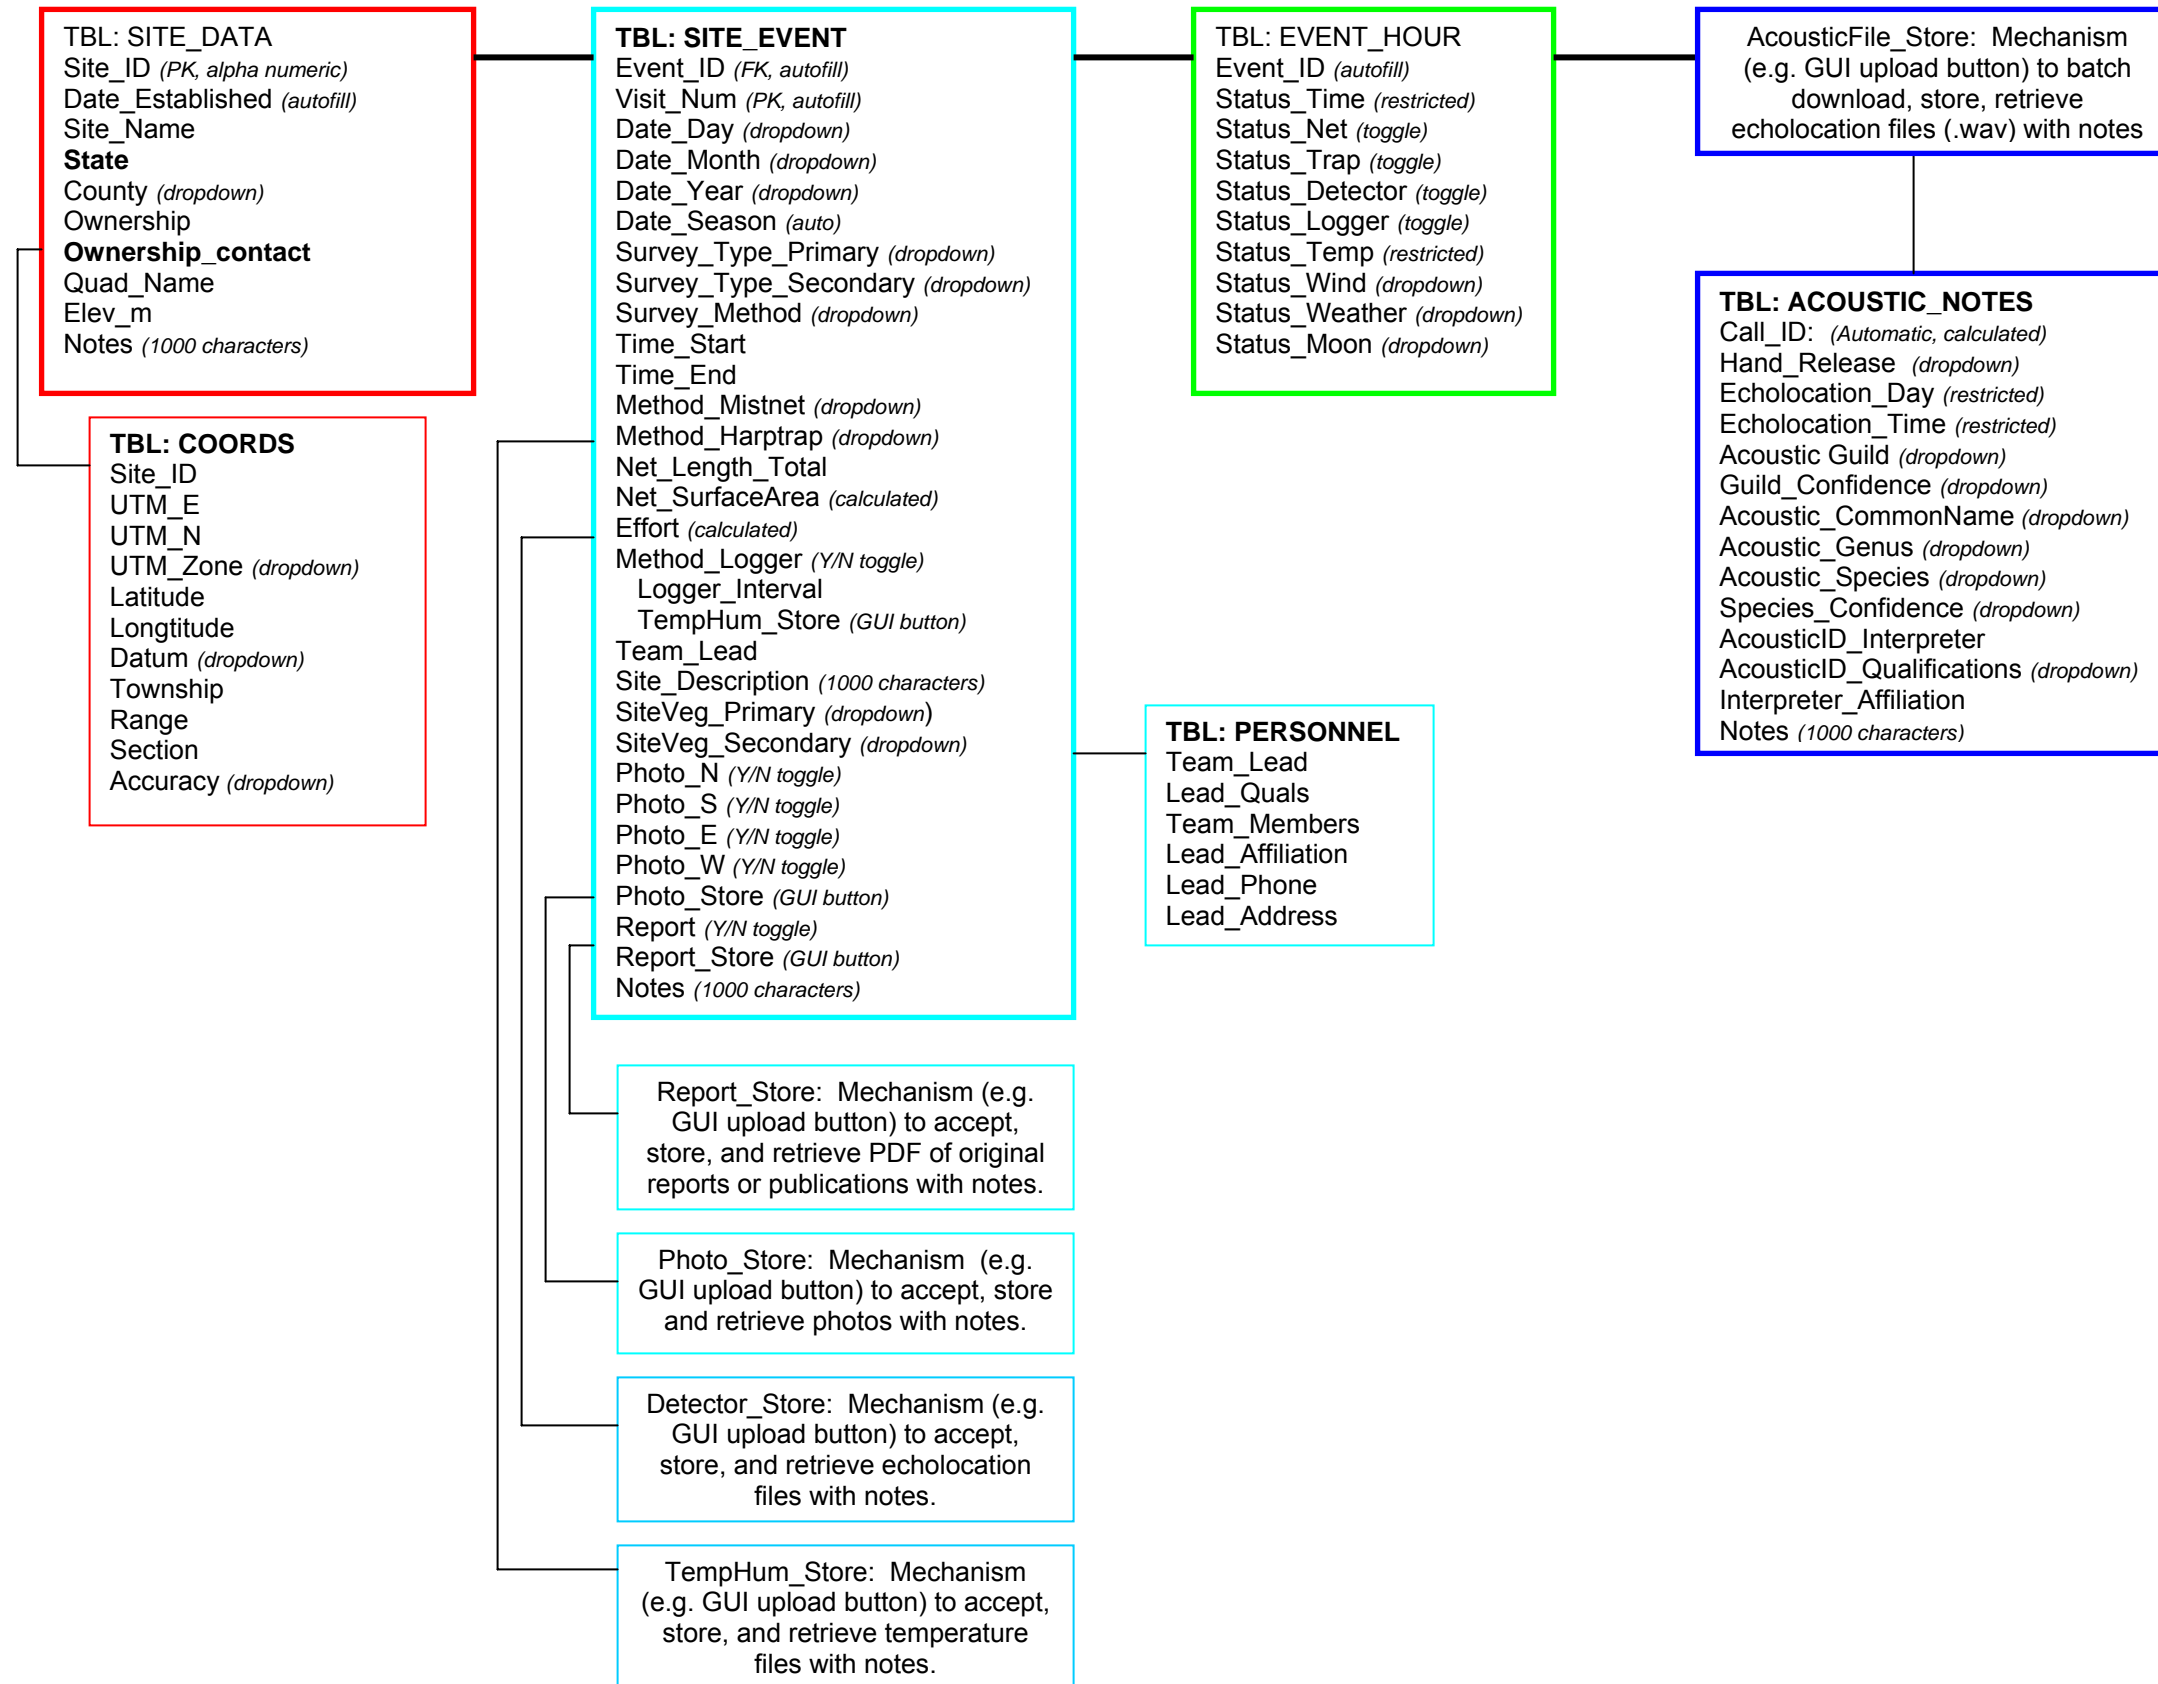 TBL: SITE_DATA
Site_ID (PK, alpha numeric)
Date_Established (autofill)
Site_Name
State
County (dropdown)
Ownership
Ownership_contact
Quad_Name
Elev_m
Notes (1000 characters)
TBL: COORDS
Site_ID
UTM_E
UTM_N
UTM_Zone (dropdown)
Latitude
Longtitude
Datum (dropdown)
Township
Range
Section
Accuracy (dropdown)
TBL: SITE_EVENT
Event_ID (FK, autofill)
Visit_Num (PK, autofill)
Date_Day (dropdown)
Date_Month (dropdown)
Date_Year (dropdown)
Date_Season (auto)
Survey_Type_Primary (dropdown)
Survey_Type_Secondary (dropdown)
Survey_Method (dropdown)
Time_Start
Time_End
Method_Mistnet (dropdown)
Method_Harptrap (dropdown)
Net_Length_Total
Net_SurfaceArea (calculated)
Effort (calculated)
Method_Logger (Y/N toggle)
Logger_Interval
TempHum_Store (GUI button)
Team_Lead
Site_Description (1000 characters)
SiteVeg_Primary (dropdown)
SiteVeg_Secondary (dropdown)
Photo_N (Y/N toggle)
Photo_S (Y/N toggle)
Photo_E (Y/N toggle)
Photo_W (Y/N toggle)
Photo_Store (GUI button)
Report (Y/N toggle)
Report_Store (GUI button)
Notes (1000 characters)
Report_Store: Mechanism (e.g.
GUI upload button) to accept,
store, and retrieve PDF of original
reports or publications with notes.
Photo_Store: Mechanism (e.g.
GUI upload button) to accept, store
and retrieve photos with notes.
Detector_Store: Mechanism (e.g.
GUI upload button) to accept,
store, and retrieve echolocation
files with notes.
TempHum_Store: Mechanism
(e.g. GUI upload button) to accept,
store, and retrieve temperature
files with notes.
TBL: EVENT_HOUR
Event_ID (autofill)
Status_Time (restricted)
Status_Net (toggle)
Status_Trap (toggle)
Status_Detector (toggle)
Status_Logger (toggle)
Status_Temp (restricted)
Status_Wind (dropdown)
Status_Weather (dropdown)
Status_Moon (dropdown)
TBL: PERSONNEL
Team_Lead
Lead_Quals
Team_Members
Lead_Affiliation
Lead_Phone
Lead_Address
AcousticFile_Store: Mechanism
(e.g. GUI upload button) to batch
download, store, retrieve
echolocation files (.wav) with notes
TBL: ACOUSTIC_NOTES
Call_ID: (Automatic, calculated)
Hand_Release (dropdown)
Echolocation_Day (restricted)
Echolocation_Time (restricted)
Acoustic Guild (dropdown)
Guild_Confidence (dropdown)
Acoustic_CommonName (dropdown)
Acoustic_Genus (dropdown)
Acoustic_Species (dropdown)
Species_Confidence (dropdown)
AcousticID_Interpreter
AcousticID_Qualifications (dropdown)
Interpreter_Affiliation
Notes (1000 characters)